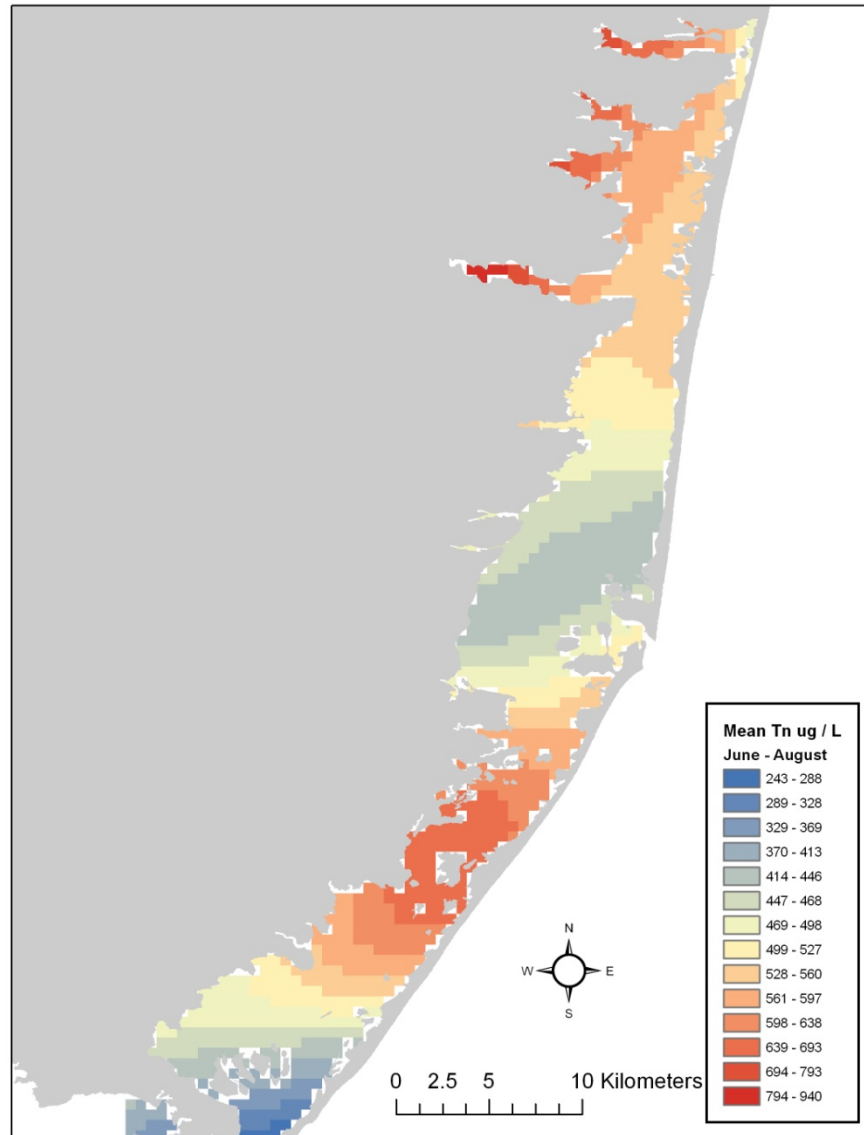 N
W E
S
0 2.5 5 10 Kilometers
Mean Tn ug / L
June - August
243 - 288
289 - 328
329 - 369
370 - 413
414 - 446
447 - 468
469 - 498
499 - 527
528 - 560
561 - 597
598 - 638
639 - 693
694 - 793
794 - 940